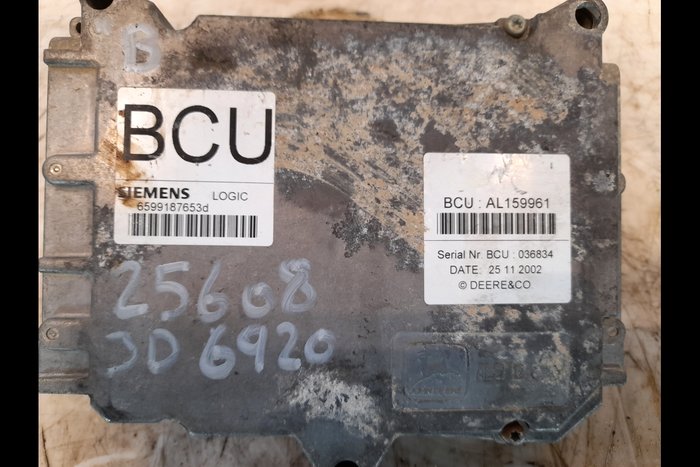 B
BCU
SIEMENS LOGIC
6599187653d
BCU : AL159961
Serial Nr. BCU : 036834
DATE: 25 11 2002
© DEERE&CO
25608
JD 6920